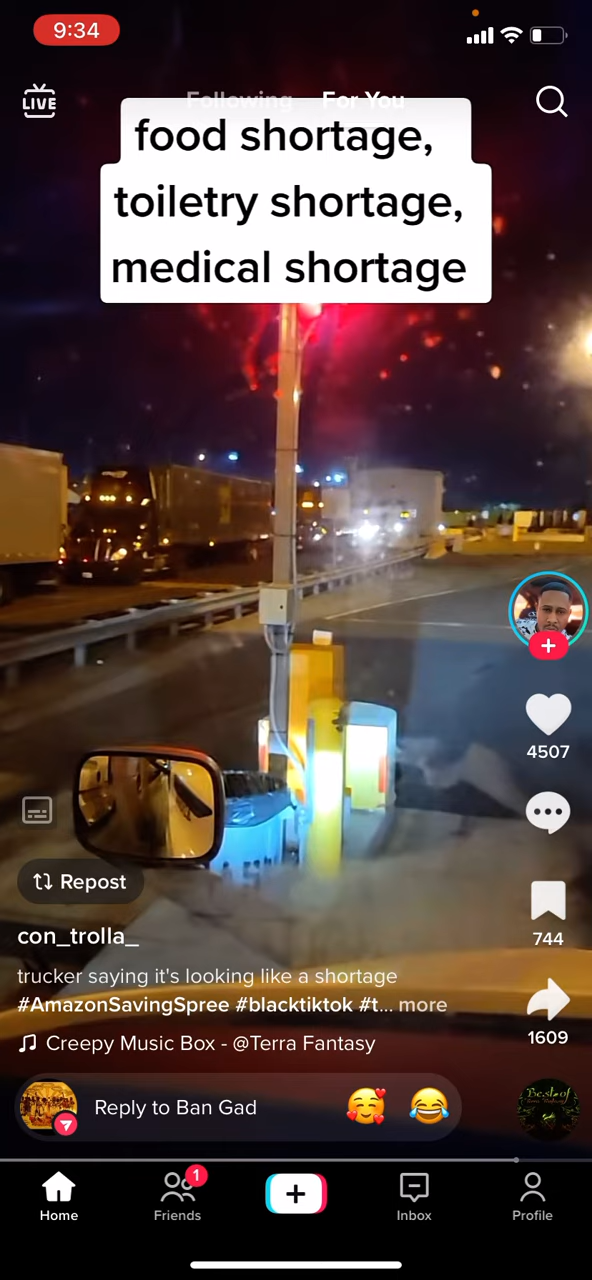 9:34
LIVE
Following For You
food shortage,
toiletry shortage,
medical shortage
4507
Repost
con_trolla_
744
trucker saying it's looking like a shortage
#AmazonSavingSpree #blacktiktok #t... more
1609
Creepy Music Box - @Terra Fantasy
Reply to Ban Gad
Best of
1
Home
Friends
Inbox
Profile